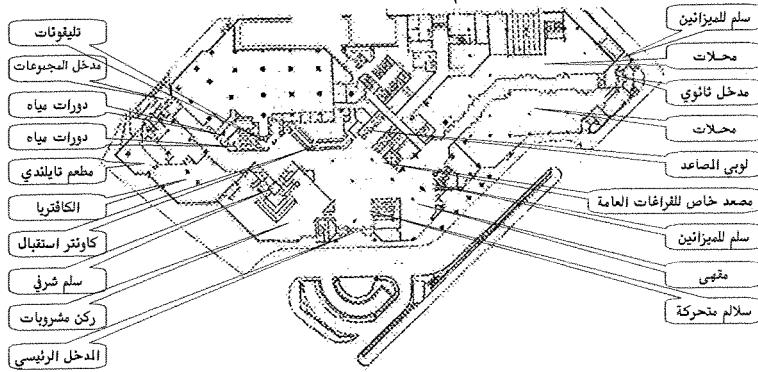 سلم للميزانين
محلات
مدخل ثانوي
محلات
لوبي المصاعد
مصعد خاص للفراغات العامة
سلم للميزانين
مقهى
سلالم متحركة
تليفونات
مدخل المجموعات
دورات مياه
دورات مياه
مطعم تايلندي
الكافتريا
كاونتر استقبال
سلم شرفي
ركن مشروبات
المدخل الرئيسي